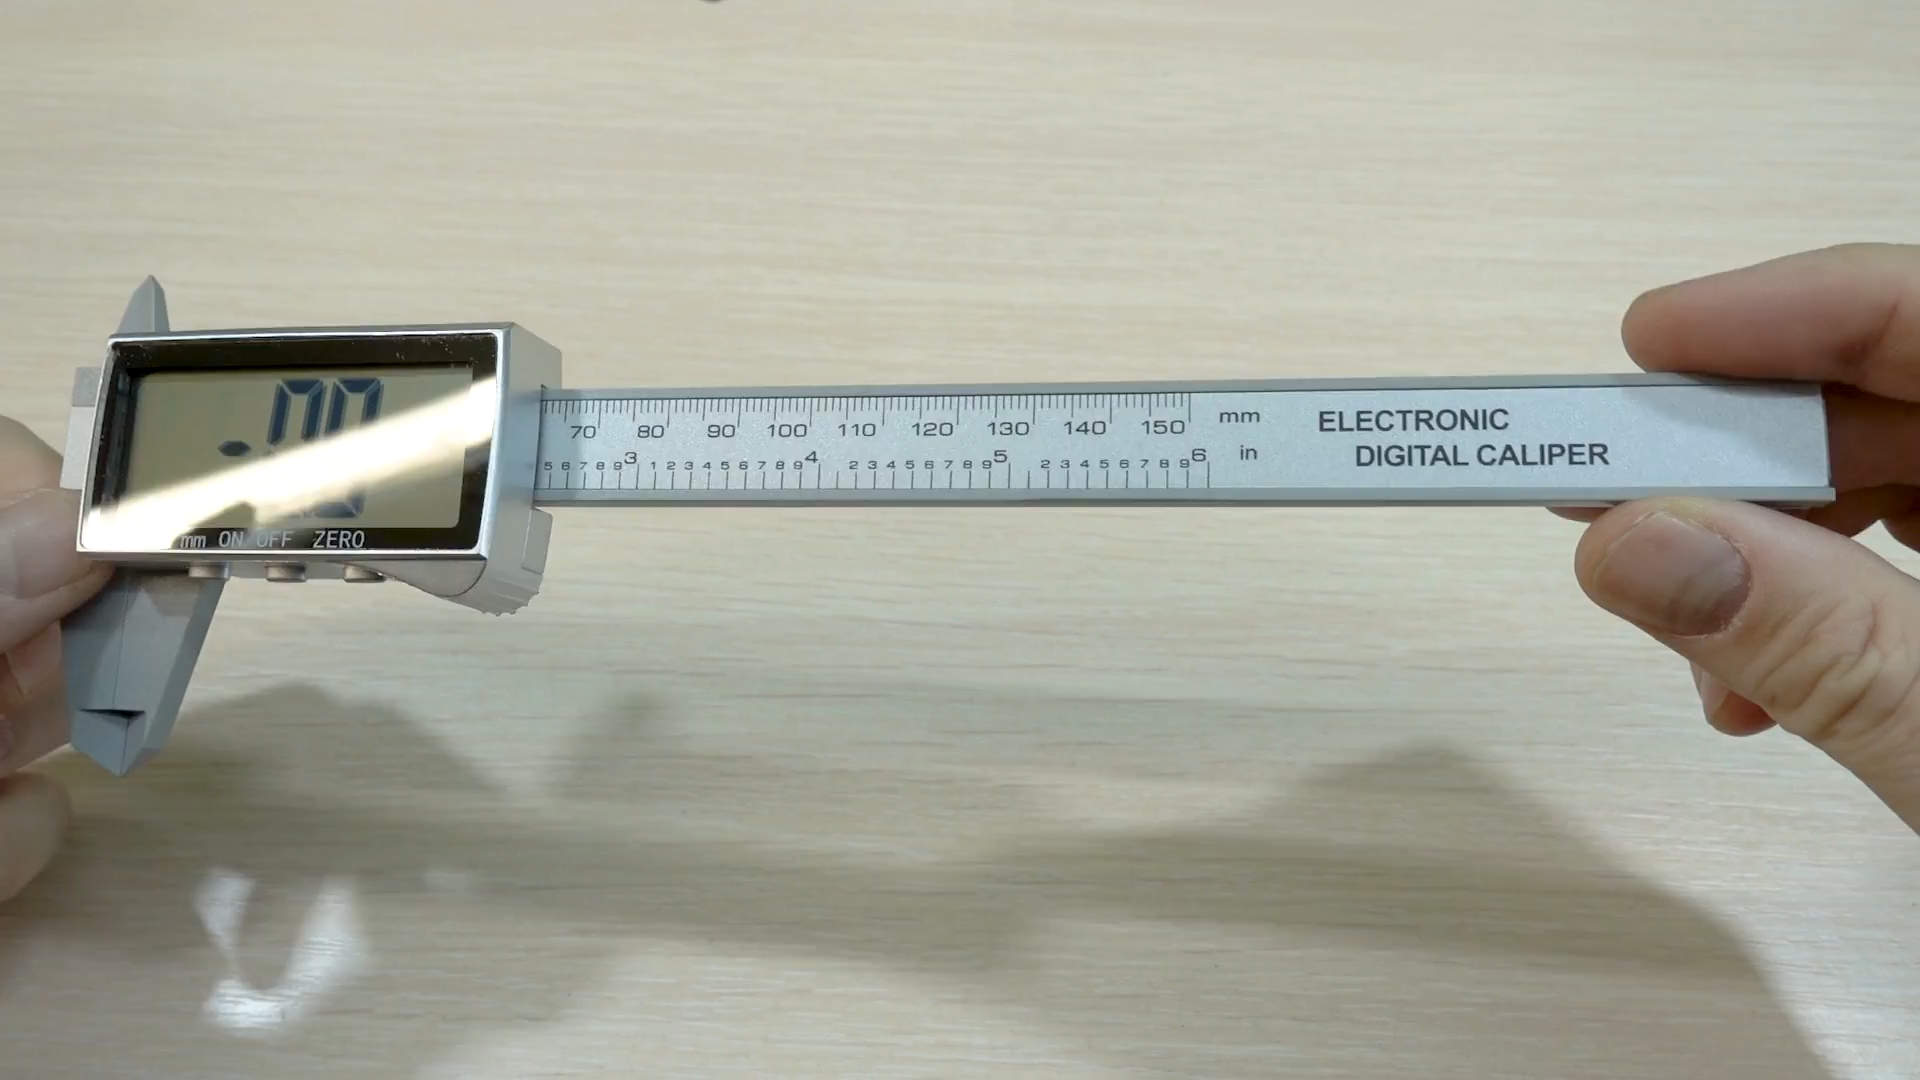 70 80 90 100 110 120 130 140 150 mm
5 6 7 8 9 3 1 2 3 4 5 6 7 8 9 4 2 3 4 5 6 7 8 9 5 2 3 4 5 6 7 8 9 6 in
ELECTRONIC
DIGITAL CALIPER
mm ON/OFF ZERO